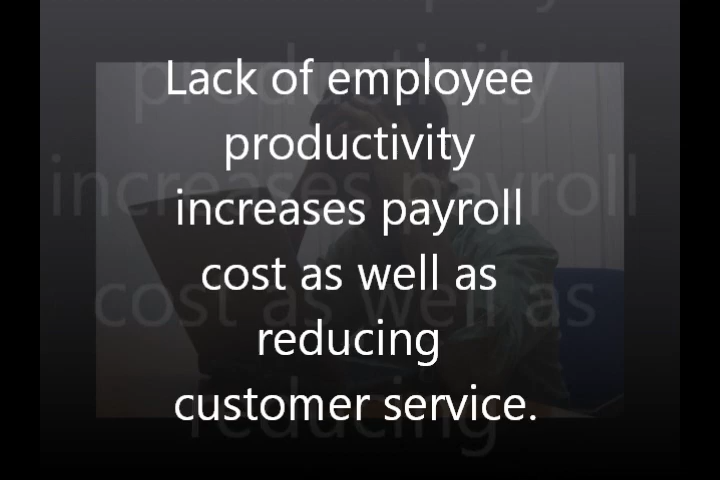 Lack of employee
productivity
increases payroll
cost as well as
reducing
customer service.